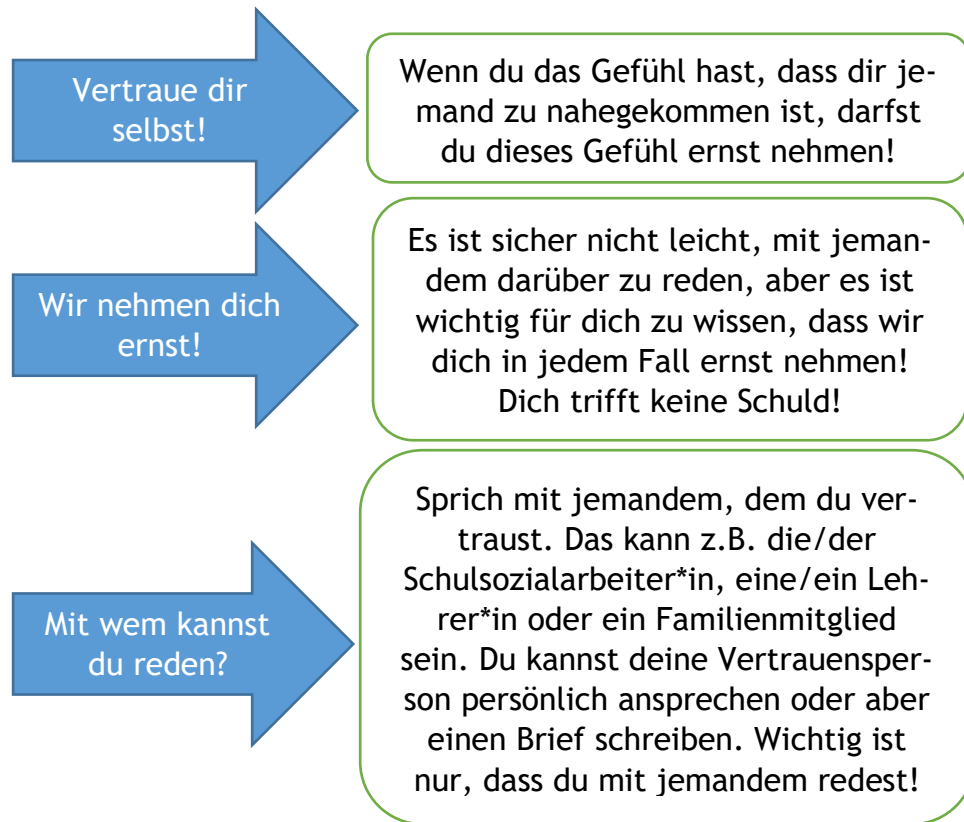 Vertraue dir
selbst!
Wenn du das Gefühl hast, dass dir je-
mand zu nahegekommen ist, darfst
du dieses Gefühl ernst nehmen!
Wir nehmen dich
ernst!
Es ist sicher nicht leicht, mit jeman-
dem darüber zu reden, aber es ist
wichtig für dich zu wissen, dass wir
dich in jedem Fall ernst nehmen!
Dich trifft keine Schuld!
Mit wem kannst
du reden?
Sprich mit jemandem, dem du ver-
traust. Das kann z.B. die/der
Schulsozialarbeiter*in, eine/ein Leh-
rer*in oder ein Familienmitglied
sein. Du kannst deine Vertrauensper-
son persönlich ansprechen oder aber
einen Brief schreiben. Wichtig ist
nur, dass du mit jemandem redest!